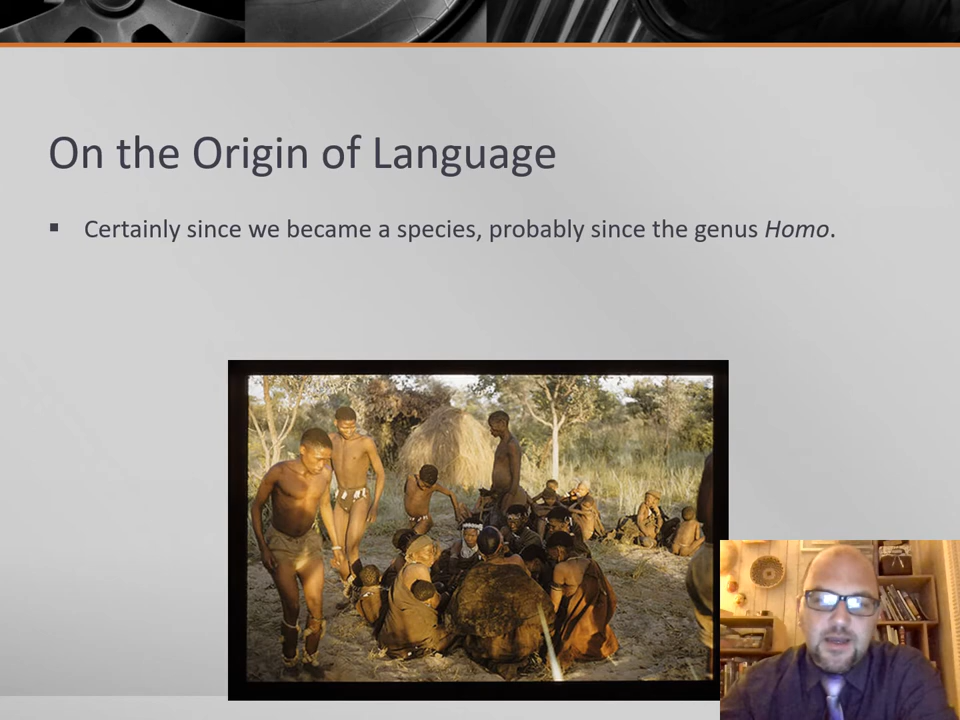 On the Origin of Language
▪ Certainly since we became a species, probably since the genus Homo.